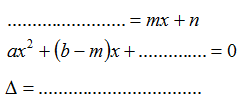 ........................... = mx + n
ax² + (b − m)x + .............. = 0
Δ = .................................